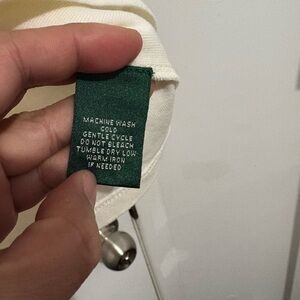 MACHINE WASH
COLD
GENTLE CYCLE
DO NOT BLEACH
TUMBLE DRY LOW
WARM IRON
IF NEEDED